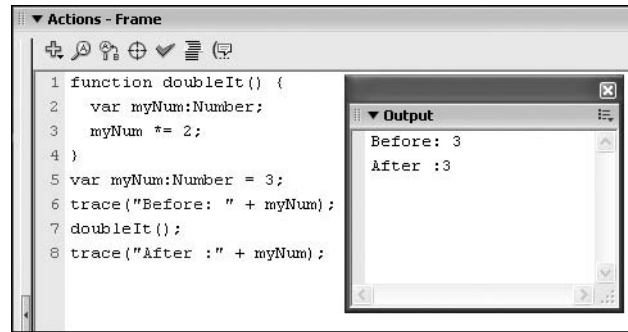 Actions - Frame
1 function doubleIt() {
2 var myNum:Number;
3 myNum *= 2;
4 }
5 var myNum:Number = 3;
6 trace("Before: " + myNum);
7 doubleIt();
8 trace("After :" + myNum);
Output
Before: 3
After :3